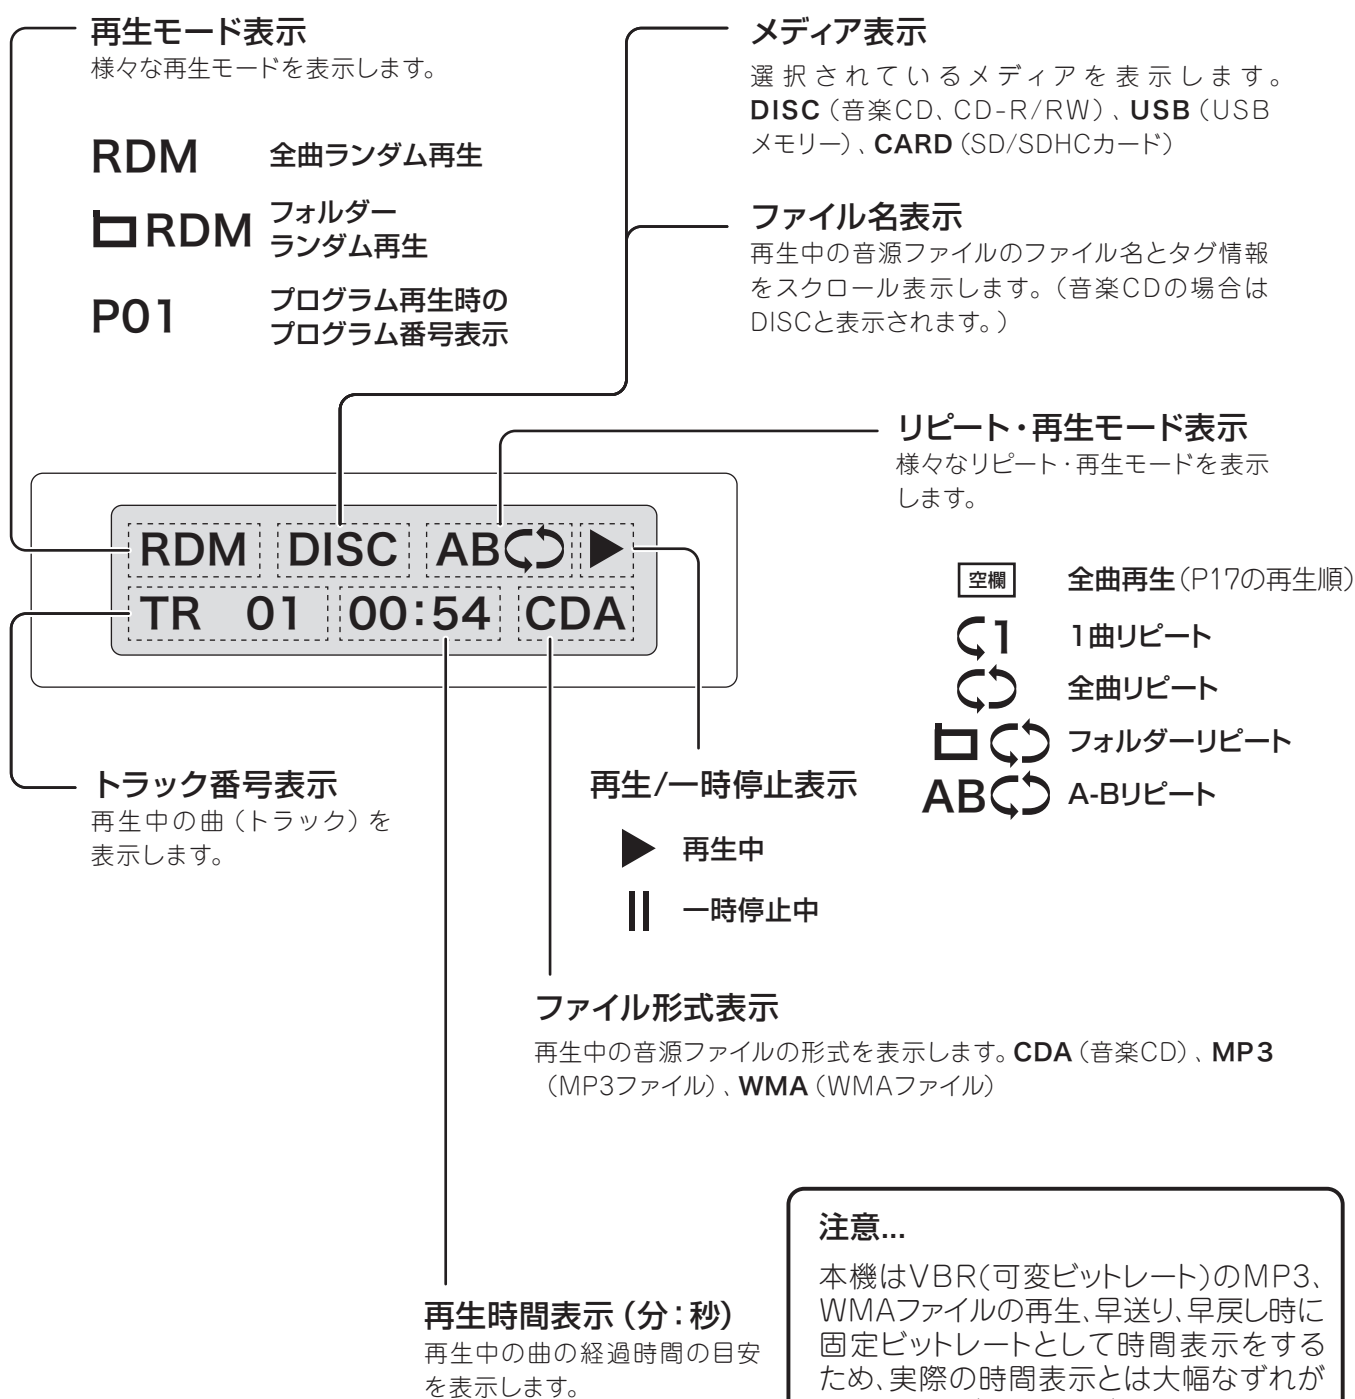 再生モード表示
様々な再生モードを表示します。
RDM 全曲ランダム再生
RDM フォルダー
ランダム再生
P01 プログラム再生時の
プログラム番号表示
メディア表示
選択されているメディアを表示します。
DISC（音楽CD、CD-R/RW）、USB（USB
メモリー）、CARD（SD/SDHCカード）
ファイル名表示
再生中の音源ファイルのファイル名とタグ情報
をスクロール表示します。（音楽CDの場合は
DISCと表示されます。）
リピート・再生モード表示
様々なリピート・再生モードを表示
します。
空欄 全曲再生（P17の再生順）
1 1曲リピート
全曲リピート
フォルダーリピート
AB A-Bリピート
RDM DISC AB
TR 01 00:54 CDA
トラック番号表示
再生中の曲（トラック）を
表示します。
再生/一時停止表示
再生中
一時停止中
ファイル形式表示
再生中の音源ファイルの形式を表示します。CDA（音楽CD）、MP3
（MP3ファイル）、WMA（WMAファイル）
再生時間表示（分：秒）
再生中の曲の経過時間の目安
を表示します。
注意...
本機はVBR(可変ビットレート)のMP3、
WMAファイルの再生、早送り、早戻し時に
固定ビットレートとして時間表示をする
ため、実際の時間表示とは大幅なずれが